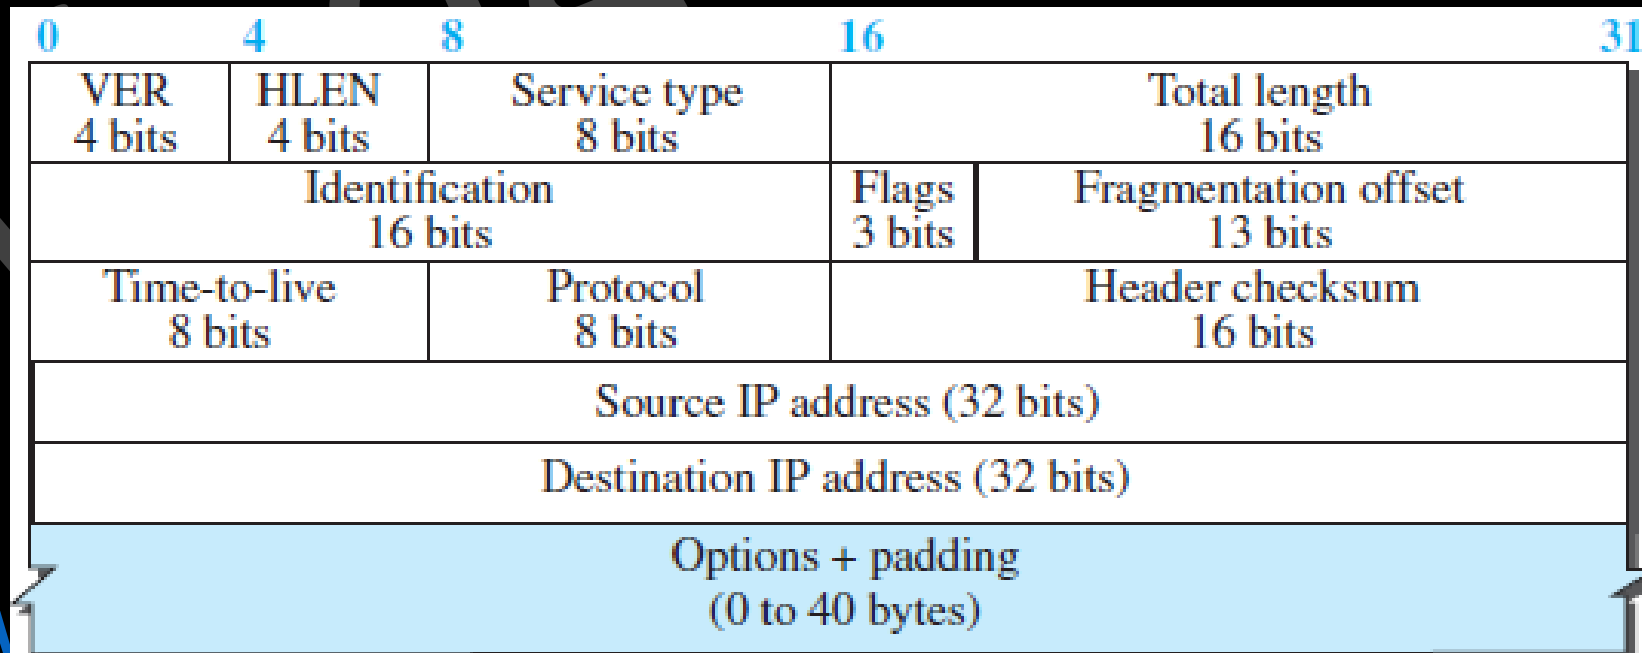 0 4 8 16 31
VER HLEN Service type Total length
4 bits 4 bits 8 bits 16 bits
Identification Flags Fragmentation offset
16 bits 3 bits 13 bits
Time-to-live Protocol Header checksum
8 bits 8 bits 16 bits
Source IP address (32 bits)
Destination IP address (32 bits)
Options + padding
(0 to 40 bytes)